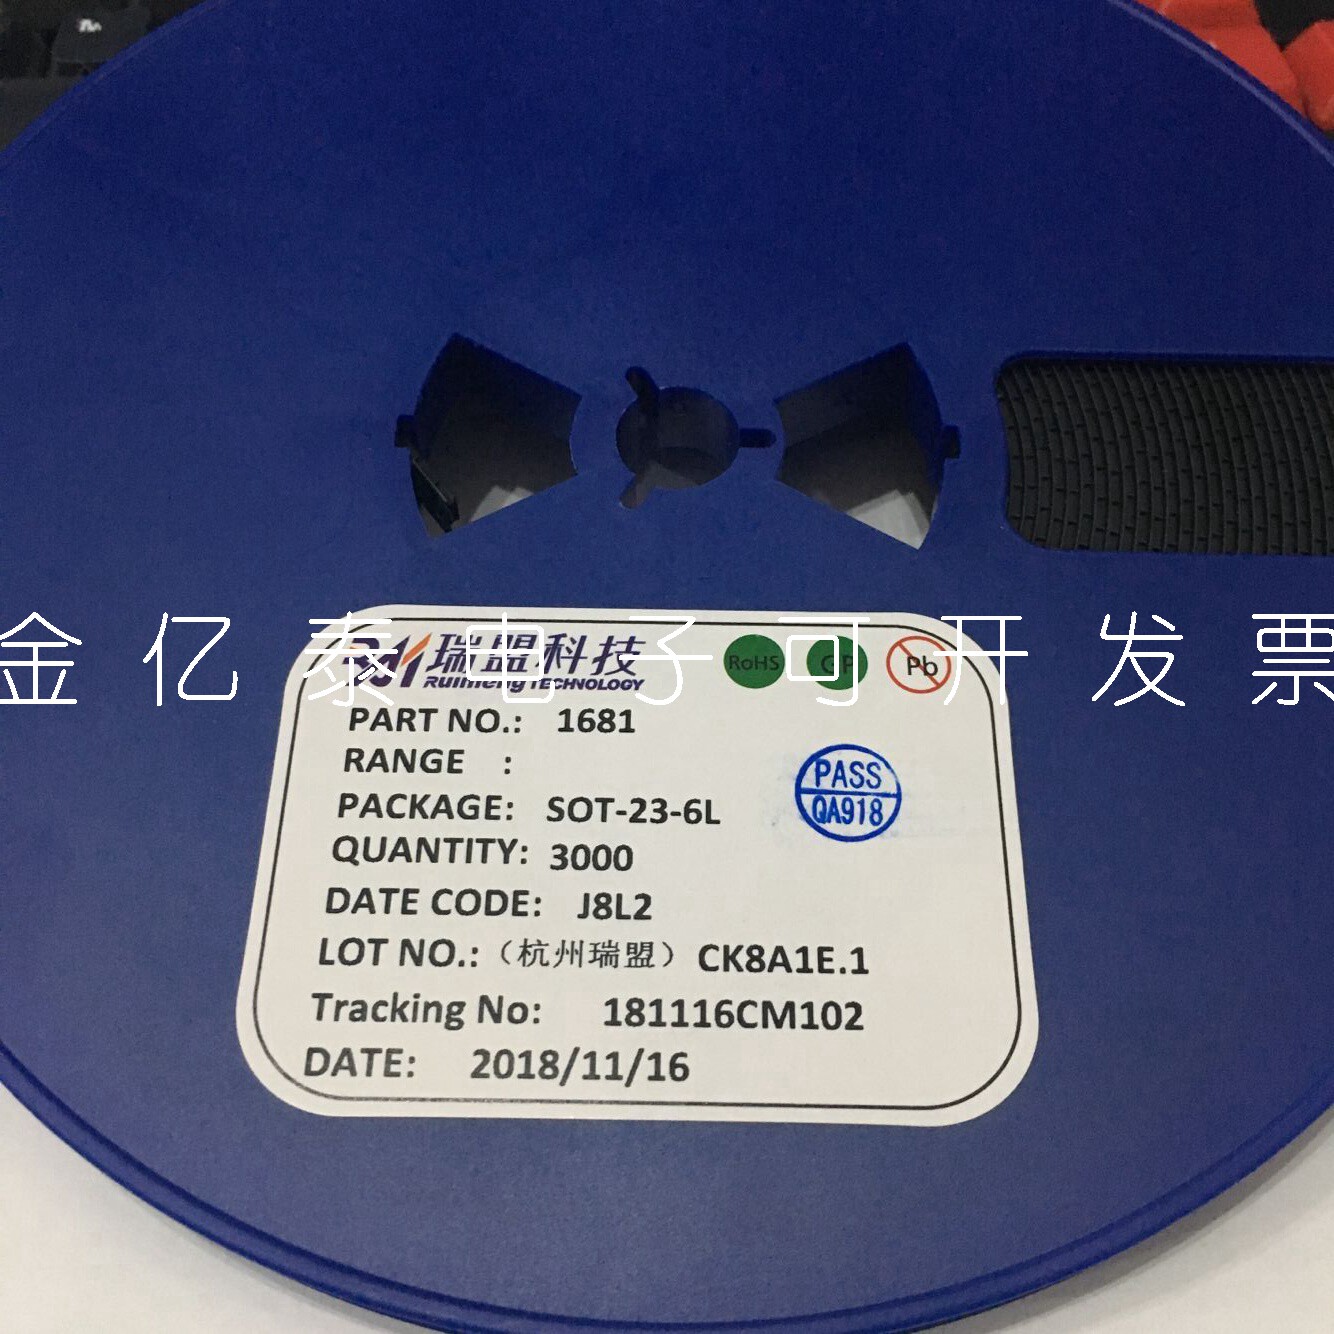 金亿泰电子可开发票
RM 瑞盟科技
Ruimeng TECHNOLOGY
RoHS GP Pb
PART NO.: 1681
RANGE :
PACKAGE: SOT-23-6L
QUANTITY: 3000
DATE CODE: J8L2
LOT NO.:（杭州瑞盟） CK8A1E.1
Tracking No: 181116CM102
DATE: 2018/11/16
PASS
QA918